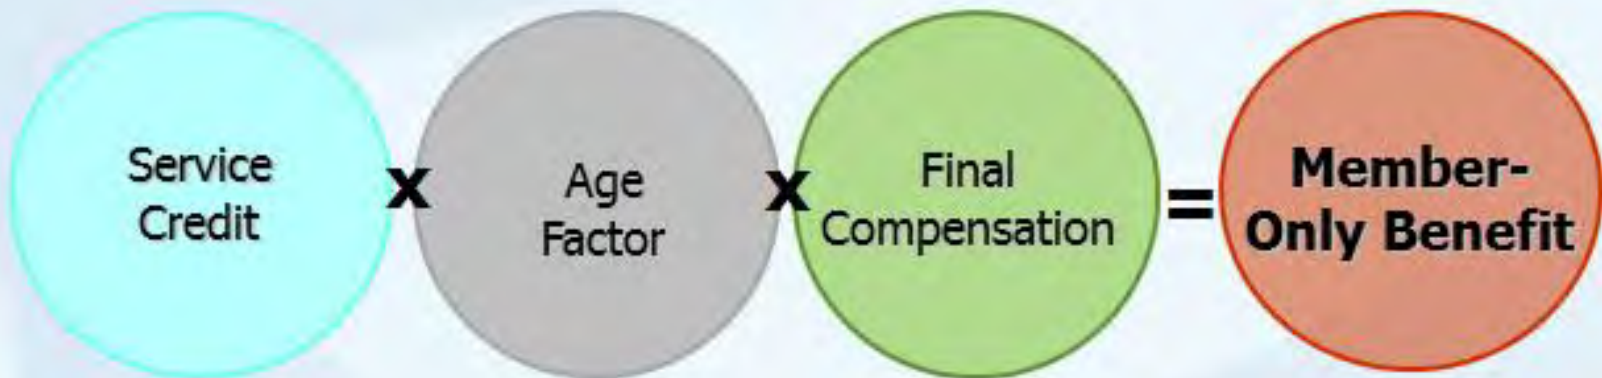 Service
Credit
x
Age
Factor
x
Final
Compensation
=
Member-
Only Benefit